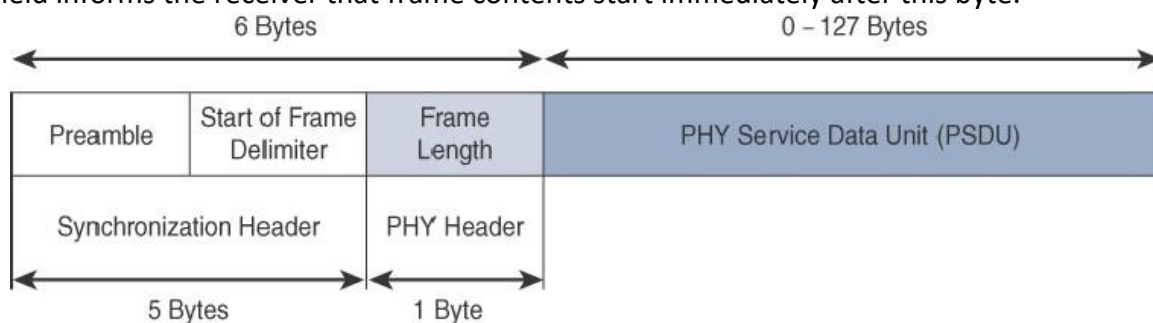 field informs the receiver that frame contents start immediately after this byte.
6 Bytes
0 – 127 Bytes
Preamble
Start of Frame
Delimiter
Frame
Length
PHY Service Data Unit (PSDU)
Synchronization Header
PHY Header
5 Bytes
1 Byte